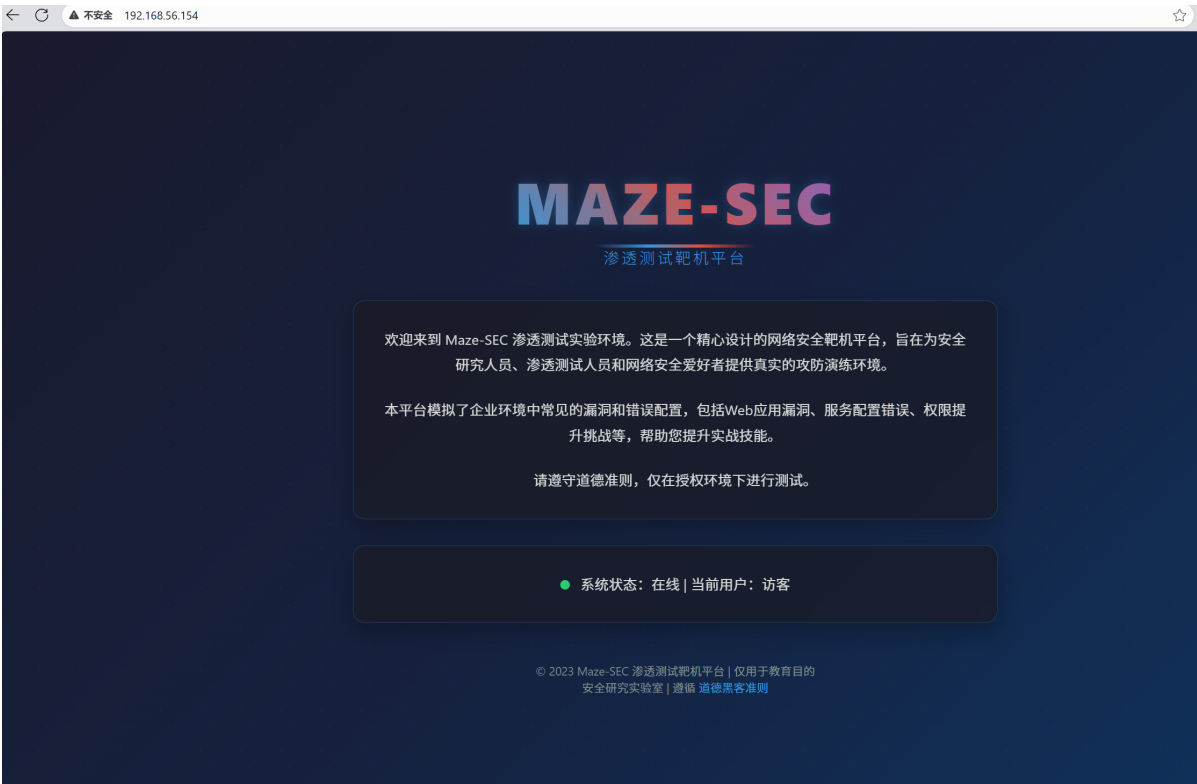 不安全 192.168.56.154
MAZE-SEC
渗透测试靶机平台
欢迎来到 Maze-SEC 渗透测试实验环境。这是一个精心设计的网络安全靶机平台，旨在为安全
研究人员、渗透测试人员和网络安全爱好者提供真实的攻防演练环境。
本平台模拟了企业环境中常见的漏洞和错误配置，包括Web应用漏洞、服务配置错误、权限提
升挑战等，帮助您提升实战技能。
请遵守道德准则，仅在授权环境下进行测试。
系统状态：在线 | 当前用户：访客
© 2023 Maze-SEC 渗透测试靶机平台 | 仅用于教育目的
安全研究实验室 | 遵循 道德黑客准则